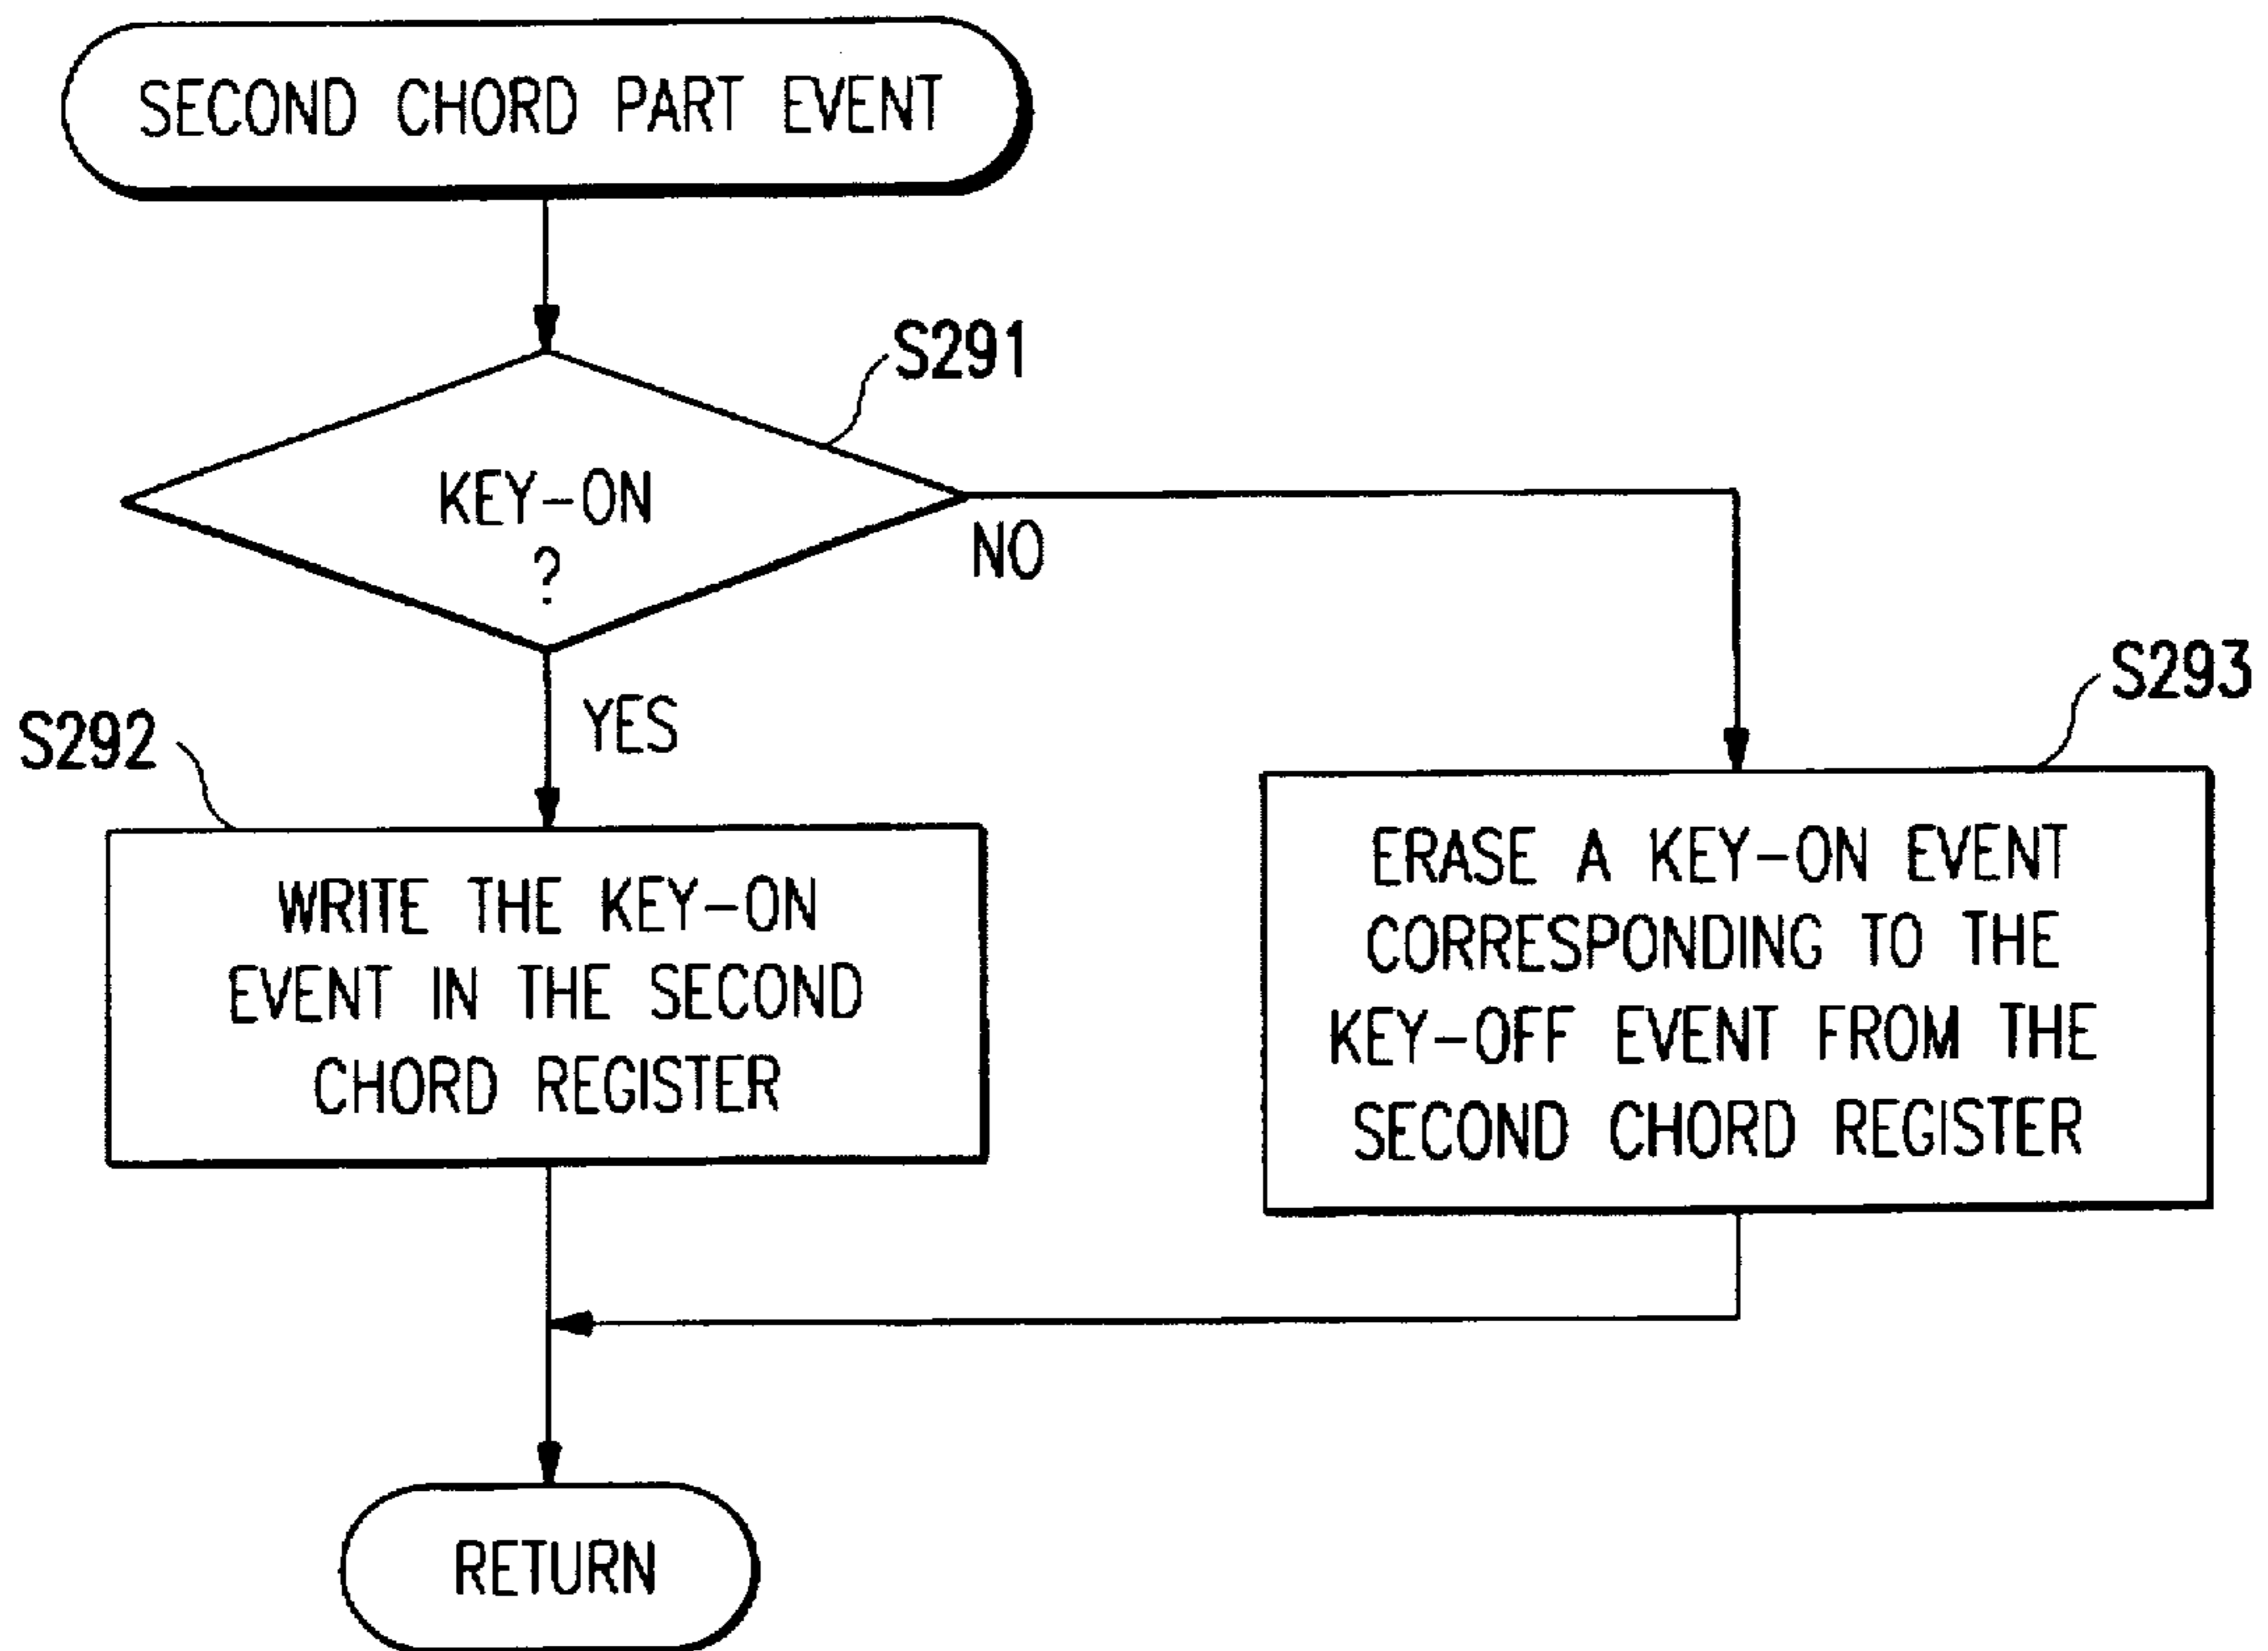 SECOND CHORD PART EVENT
S291
KEY-ON
?
NO
YES
S292
WRITE THE KEY-ON
EVENT IN THE SECOND
CHORD REGISTER
S293
ERASE A KEY-ON EVENT
CORRESPONDING TO THE
KEY-OFF EVENT FROM THE
SECOND CHORD REGISTER
RETURN